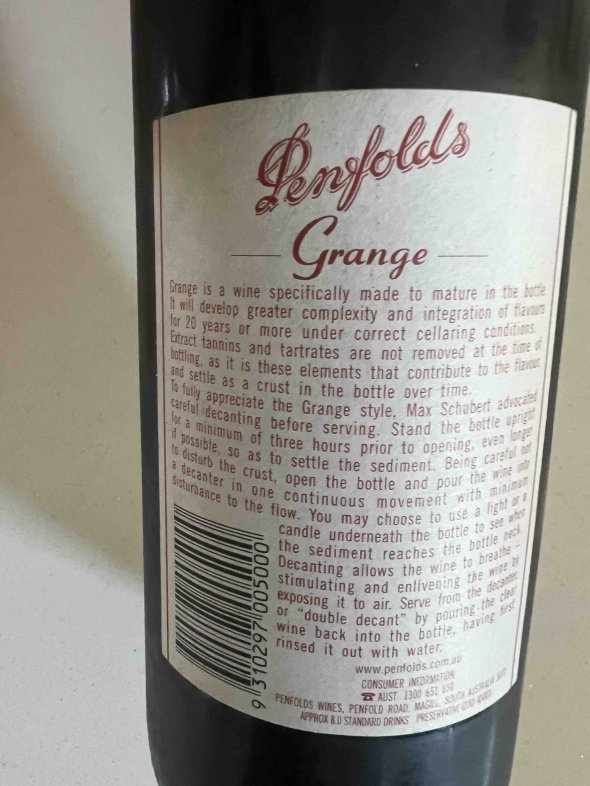 Penfolds
Grange
Grange is a wine specifically made to mature in the bottle
It will develop greater complexity and integration of flavours
for 20 years or more under correct cellaring conditions.
Extract tannins and tartrates are not removed at the time of
bottling, as it is these elements that contribute to the flavour
and settle as a crust in the bottle over time.
To fully appreciate the Grange style, Max Schubert advocated
careful decanting before serving. Stand the bottle upright
for a minimum of three hours prior to opening, even longer
if possible, so as to settle the sediment. Being careful not
to disturb the crust, open the bottle and pour the wine into
a decanter in one continuous movement with minimum
disturbance to the flow. You may choose to use a light or a
candle underneath the bottle to see when
the sediment reaches the bottle neck.
Decanting allows the wine to breathe –
stimulating and enlivening the wine by
exposing it to air. Serve from the decanter,
or "double decant" by pouring the clear
wine back into the bottle, having first
rinsed it out with water.
9 310297 005000
www.penfolds.com.au
CONSUMER INFORMATION
☎ AUST. 1300 651 650
PENFOLDS WINES, PENFOLD ROAD, MAGILL, SOUTH AUSTRALIA
APPROX 8.0 STANDARD DRINKS PRESERVATIVE (220) ADDED